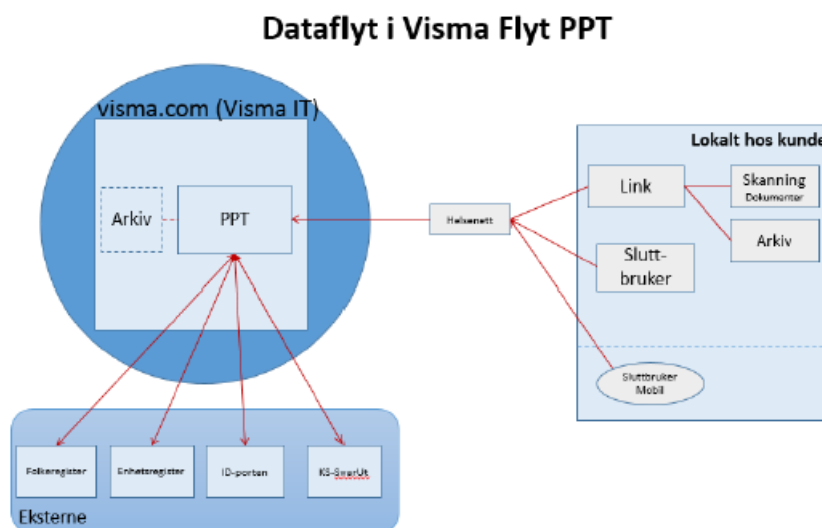 Dataflyt i Visma Flyt PPT
visma.com (Visma IT)
Arkiv
PPT
Helsenett
Lokalt hos kunde
Link
Skanning
Dokumenter
Arkiv
Slutt-
bruker
Sluttbruker
Mobil
Folkeregister
Enhetsregister
ID-porten
KS-SvarUt
Eksterne